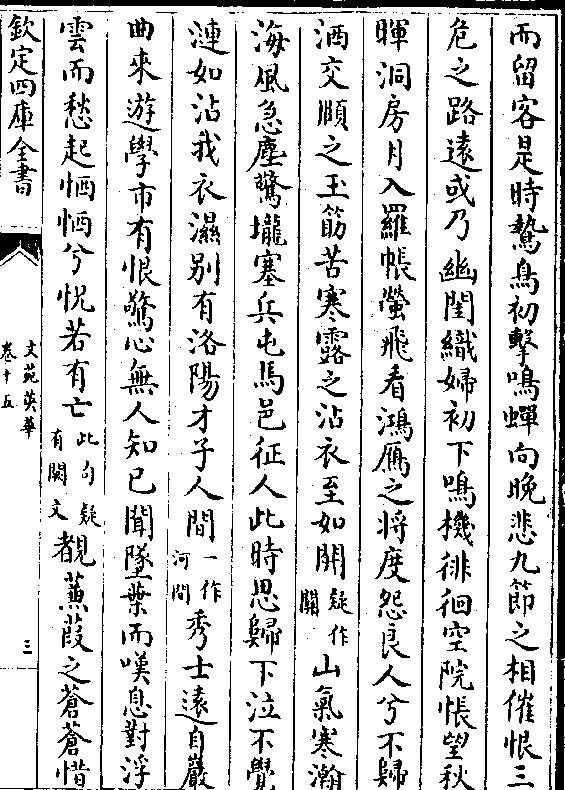 而留客是時鷙鳥初擊鳴蟬向晚悲九節之相催恨三
危之路遠或乃幽閨織婦初下鳴機徘徊空院悵望秋
暉洞房月入羅帳螢飛看鴻雁之將度怨良人兮不歸
洒交順之玉筯苦寒露之沾衣至如開疑作關山氣寒瀚
海風急塵驚壠塞兵屯馬邑征人此時思歸下泣不覺
漣如沾我衣濕别有洛陽才子人間一作河間秀士遠自巖
曲來遊學市有恨驚心無人知已聞墜葉而嘆息對浮
雲而愁起恓恓兮怳若有亡此句疑有闕文覩蒹葭之蒼蒼惜
欽定四庫全書
文苑英華
卷十五
三